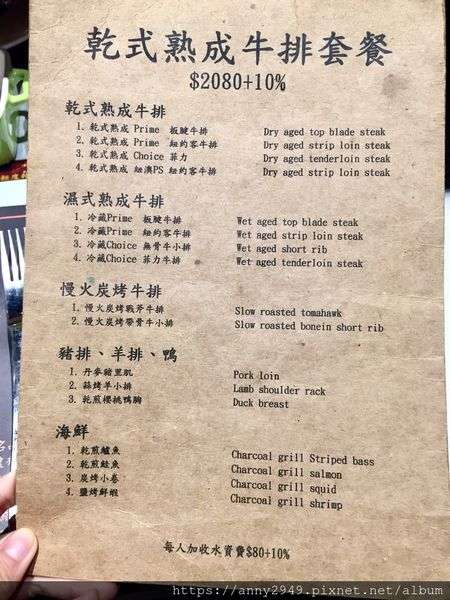 乾式熟成牛排套餐
$2080+10%
乾式熟成牛排
1. 乾式熟成 Prime 板腱牛排 Dry aged top blade steak
2. 乾式熟成 Prime 紐約客牛排 Dry aged strip loin steak
3. 乾式熟成 Choice 菲力 Dry aged tenderloin steak
4. 乾式熟成 紐澳PS 紐約客牛排 Dry aged strip loin steak
濕式熟成牛排
1. 冷藏Prime 板腱牛排 Wet aged top blade steak
2. 冷藏Prime 紐約客牛排 Wet aged strip loin steak
3. 冷藏Choice 無骨牛小排 Wet aged short rib
4. 冷藏Choice 菲力牛排 Wet aged tenderloin steak
慢火炭烤牛排
1. 慢火炭烤戰斧牛排 Slow roasted tomahawk
2. 慢火炭烤帶骨牛小排 Slow roasted bonein short rib
豬排、羊排、鴨
1. 丹麥豬里肌 Pork loin
2. 蒜烤羊小排 Lamb shoulder rack
3. 乾煎櫻桃鴨胸 Duck breast
海鮮
1. 乾煎鱸魚 Charcoal grill Striped bass
2. 乾煎鮭魚 Charcoal grill salmon
3. 炭烤小卷 Charcoal grill squid
4. 鹽烤鮮蝦 Charcoal grill shrimp
每人加收水資費$80+10%
https://anny2949.pixnet.net/album